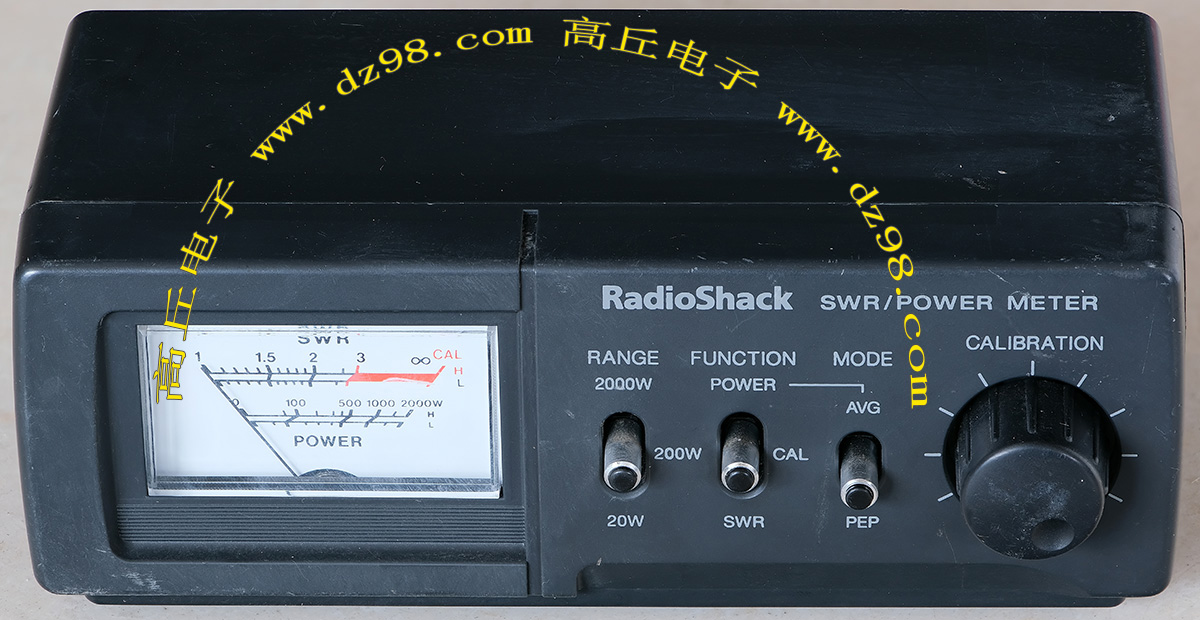 高丘电子 www.dz98.com 高丘电子 www.dz98.com
RadioShack SWR/POWER METER
RANGE FUNCTION MODE CALIBRATION
2000W POWER
AVG
200W CAL
20W SWR PEP
SWR
1 1.5 2 3 ∞ CAL
H
L
0 100 500 1000 2000W
H
L
POWER